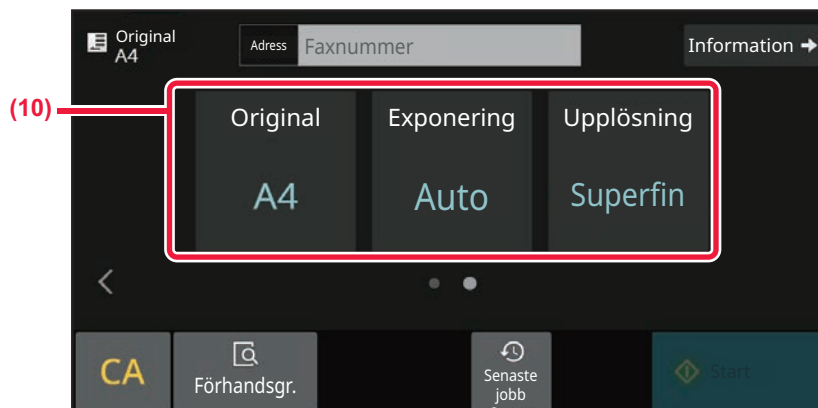 Original
A4
Adress Faxnummer
Information
(10)
Original Exponering Upplösning
A4 Auto Superfin
CA
Förhandsgr.
Senaste
jobb
Start